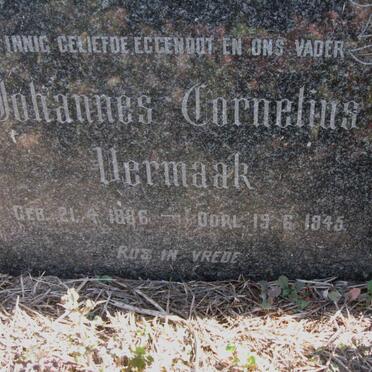 INNIG GELIEFDE EGGENOOT EN ONS VADER
Johannes Cornelius
Vermaak
GEB. 21.4.1886 — OORL. 19.6.1945
RUS IN VREDE